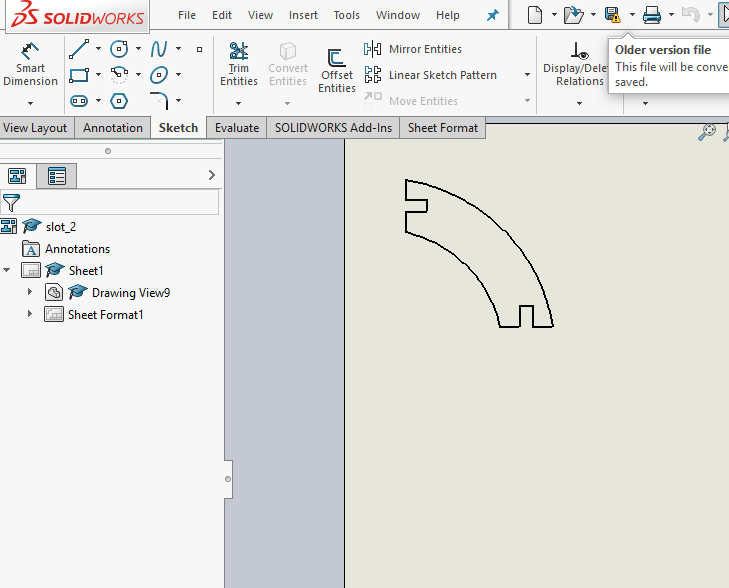 SOLIDWORKS
File Edit View Insert Tools Window Help
Older version file
This file will be conve
saved.
Smart Dimension
Trim Entities
Convert Entities
Offset Entities
Mirror Entities
Linear Sketch Pattern
Move Entities
Display/Dele
Relations
View Layout Annotation Sketch Evaluate SOLIDWORKS Add-Ins Sheet Format
slot_2
A Annotations
Sheet1
Drawing View9
Sheet Format1